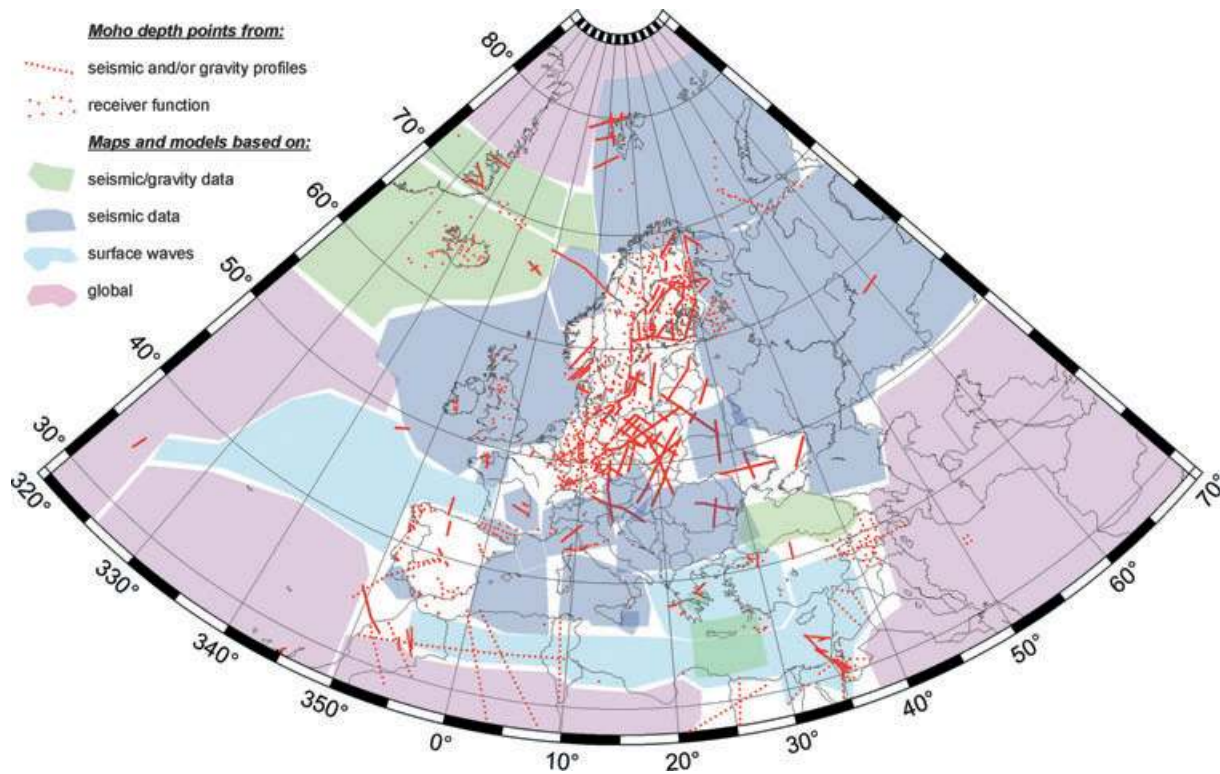 Moho depth points from:
seismic and/or gravity profiles
receiver function
Maps and models based on:
seismic/gravity data
seismic data
surface waves
global
80°
70°
60°
50°
40°
30°
320°
330°
340°
350°
0°
10°
20°
30°
40°
50°
60°
70°